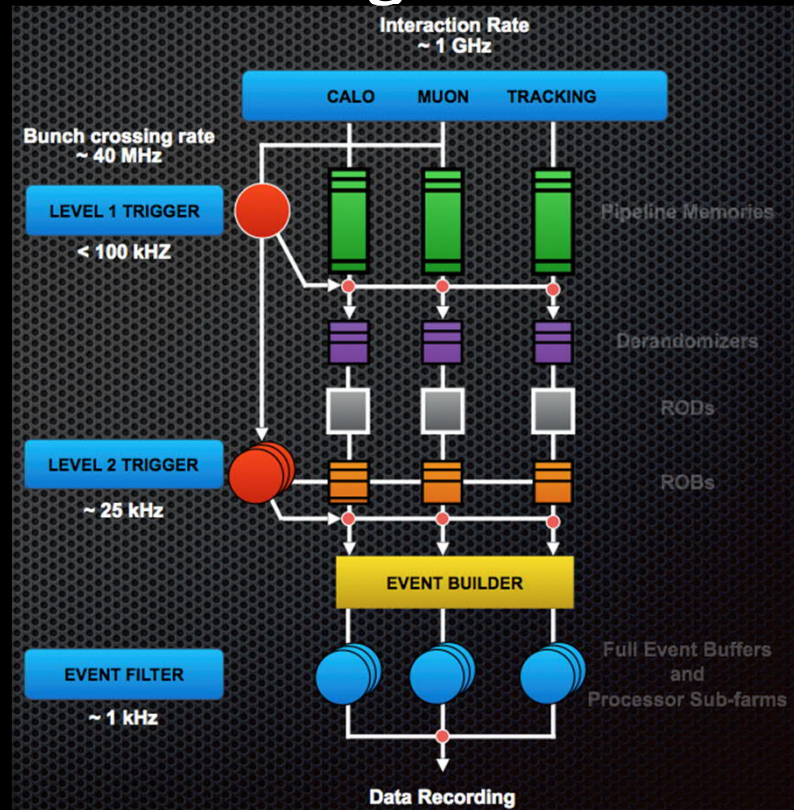 Interaction Rate
~ 1 GHz
CALO MUON TRACKING
Bunch crossing rate
~ 40 MHz
LEVEL 1 TRIGGER
Pipeline Memories
< 100 kHZ
Derandomizers
RODs
LEVEL 2 TRIGGER
ROBs
~ 25 kHz
EVENT BUILDER
Full Event Buffers
and
Processor Sub-farms
EVENT FILTER
~ 1 kHz
Data Recording